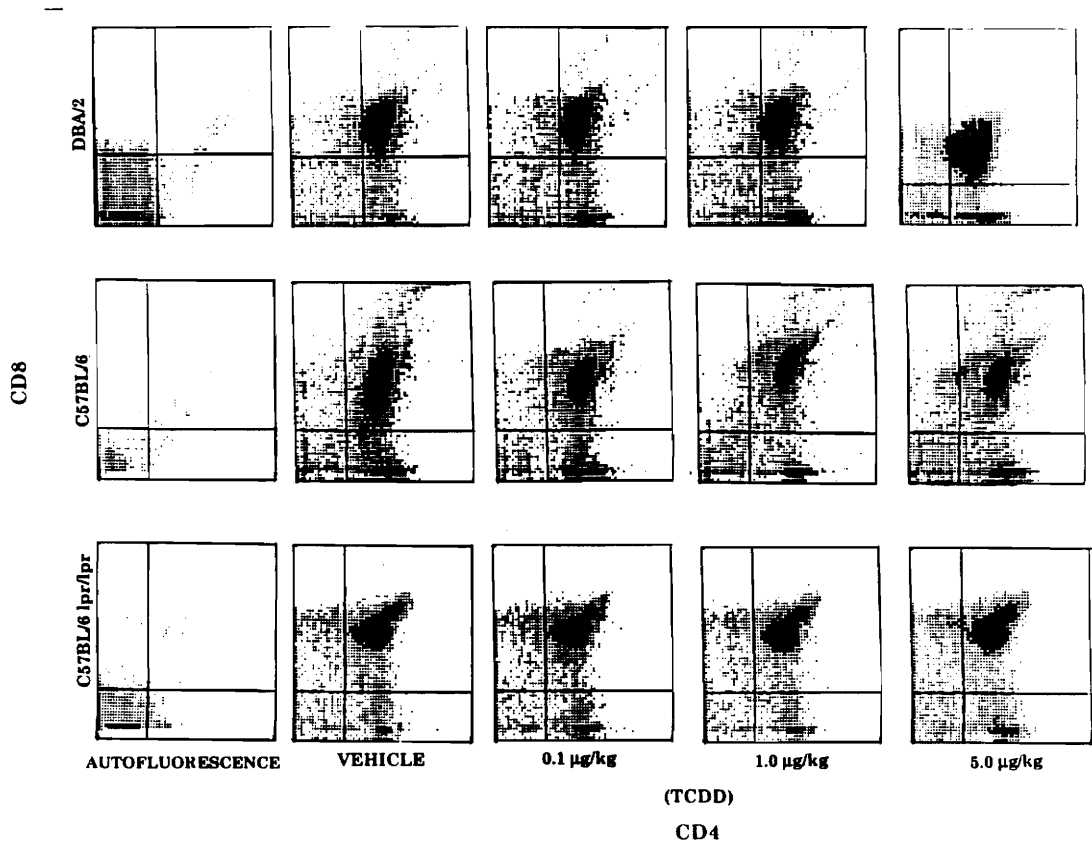 DBA/2
CD8
C57BL/6
C57BL/6 lpr/lpr
AUTOFLUORESCENCE
VEHICLE
0.1 µg/kg
1.0 µg/kg
5.0 µg/kg
(TCDD)
CD4